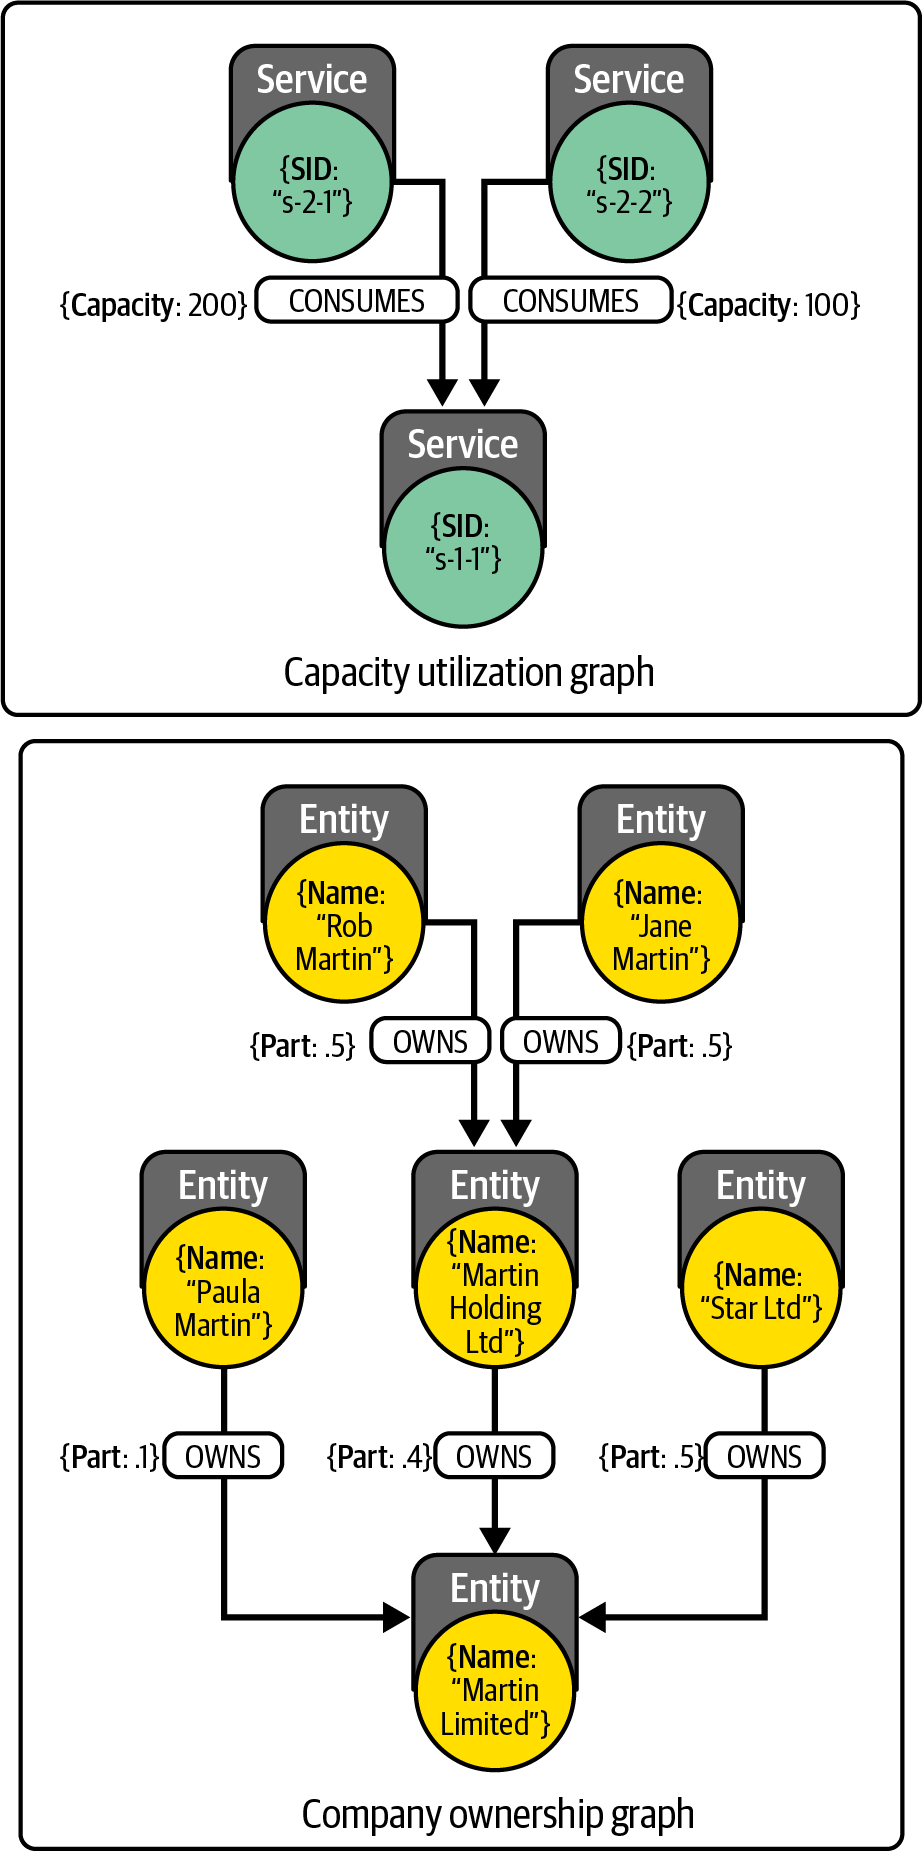 Service
Service
{SID:
“s-2-1”}
{SID:
“s-2-2”}
{Capacity: 200}
CONSUMES
CONSUMES
{Capacity: 100}
Service
{SID:
“s-1-1”}
Capacity utilization graph
Entity
Entity
{Name:
“Rob
Martin”}
{Name:
“Jane
Martin”}
{Part: .5}
OWNS
OWNS
{Part: .5}
Entity
{Name:
“Paula
Martin”}
Entity
{Name:
“Martin
Holding
Ltd”}
Entity
{Name:
“Star Ltd”}
{Part: .1}
OWNS
{Part: .4}
OWNS
{Part: .5}
OWNS
Entity
{Name:
“Martin
Limited”}
Company ownership graph